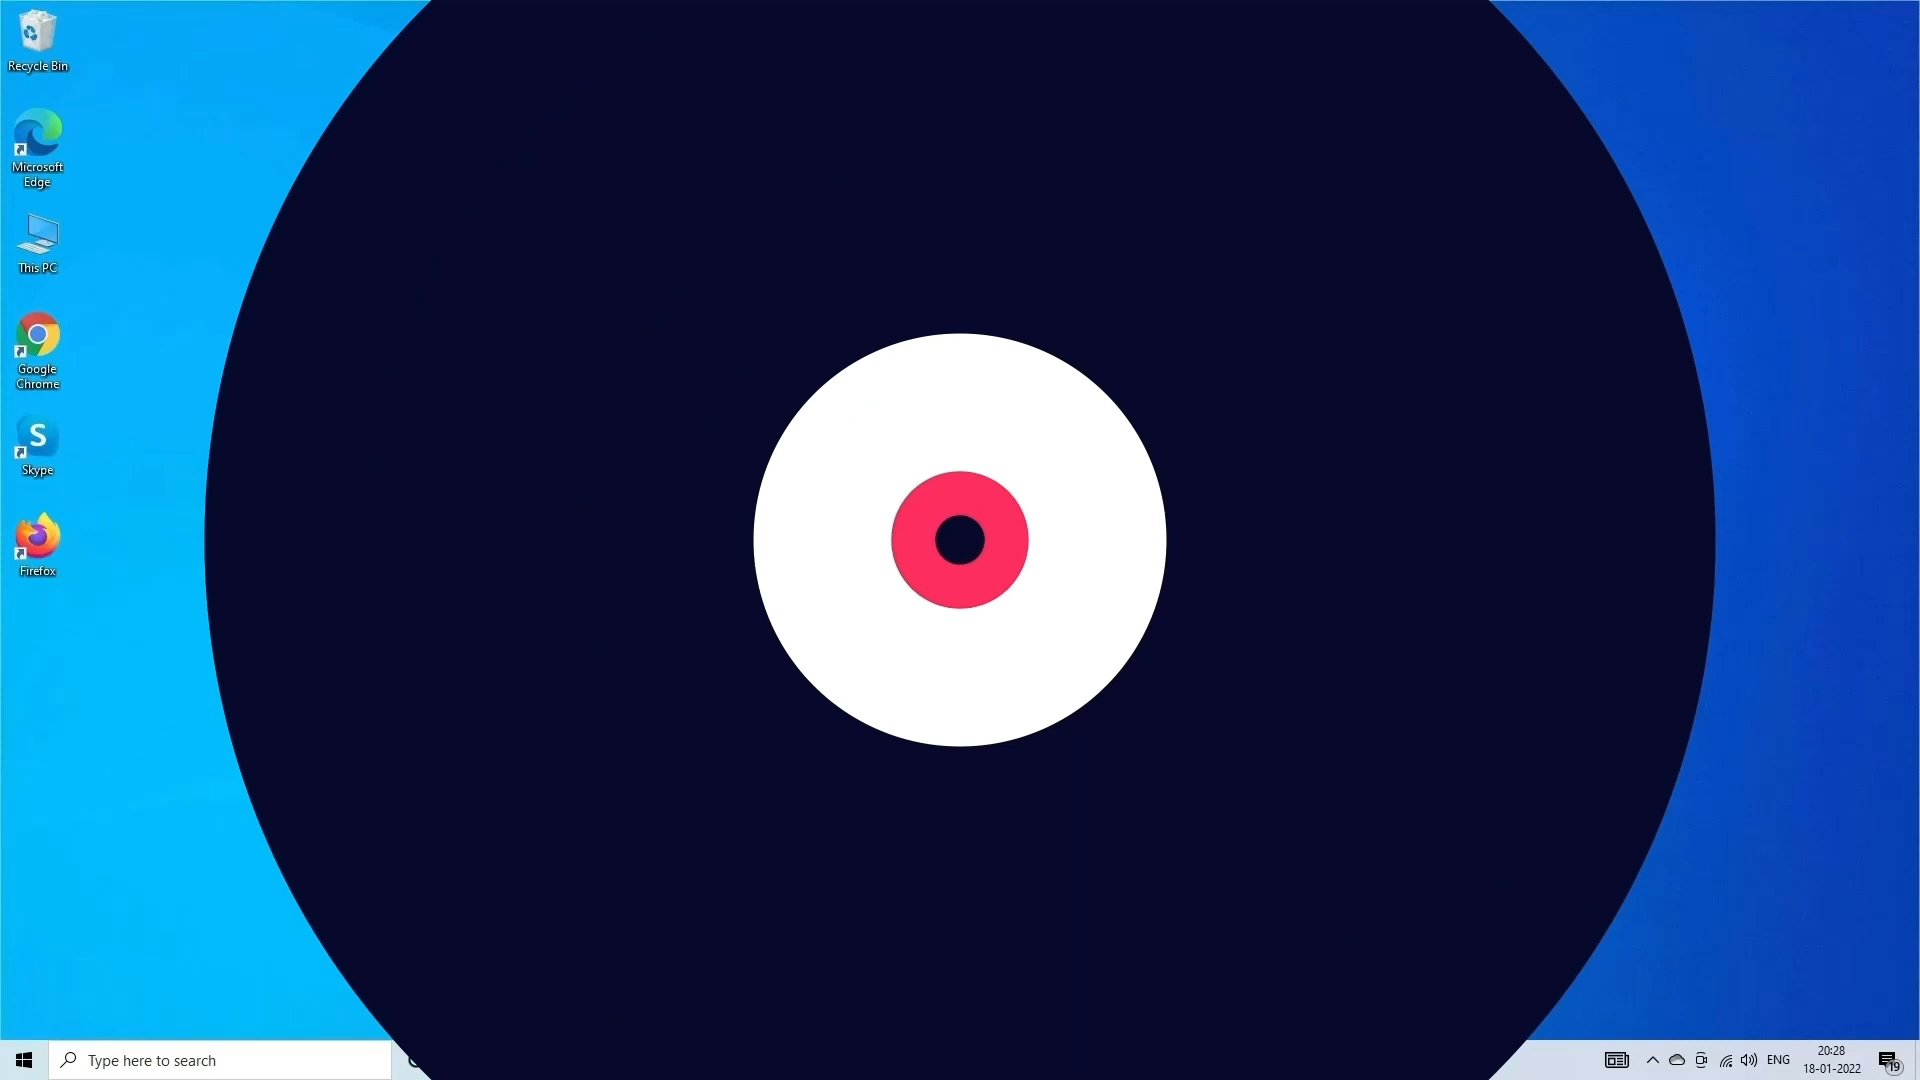 Recycle Bin
Microsoft
Edge
This PC
Google
Chrome
S
Skype
Firefox
Type here to search
ENG
20:28
18-01-2022
19